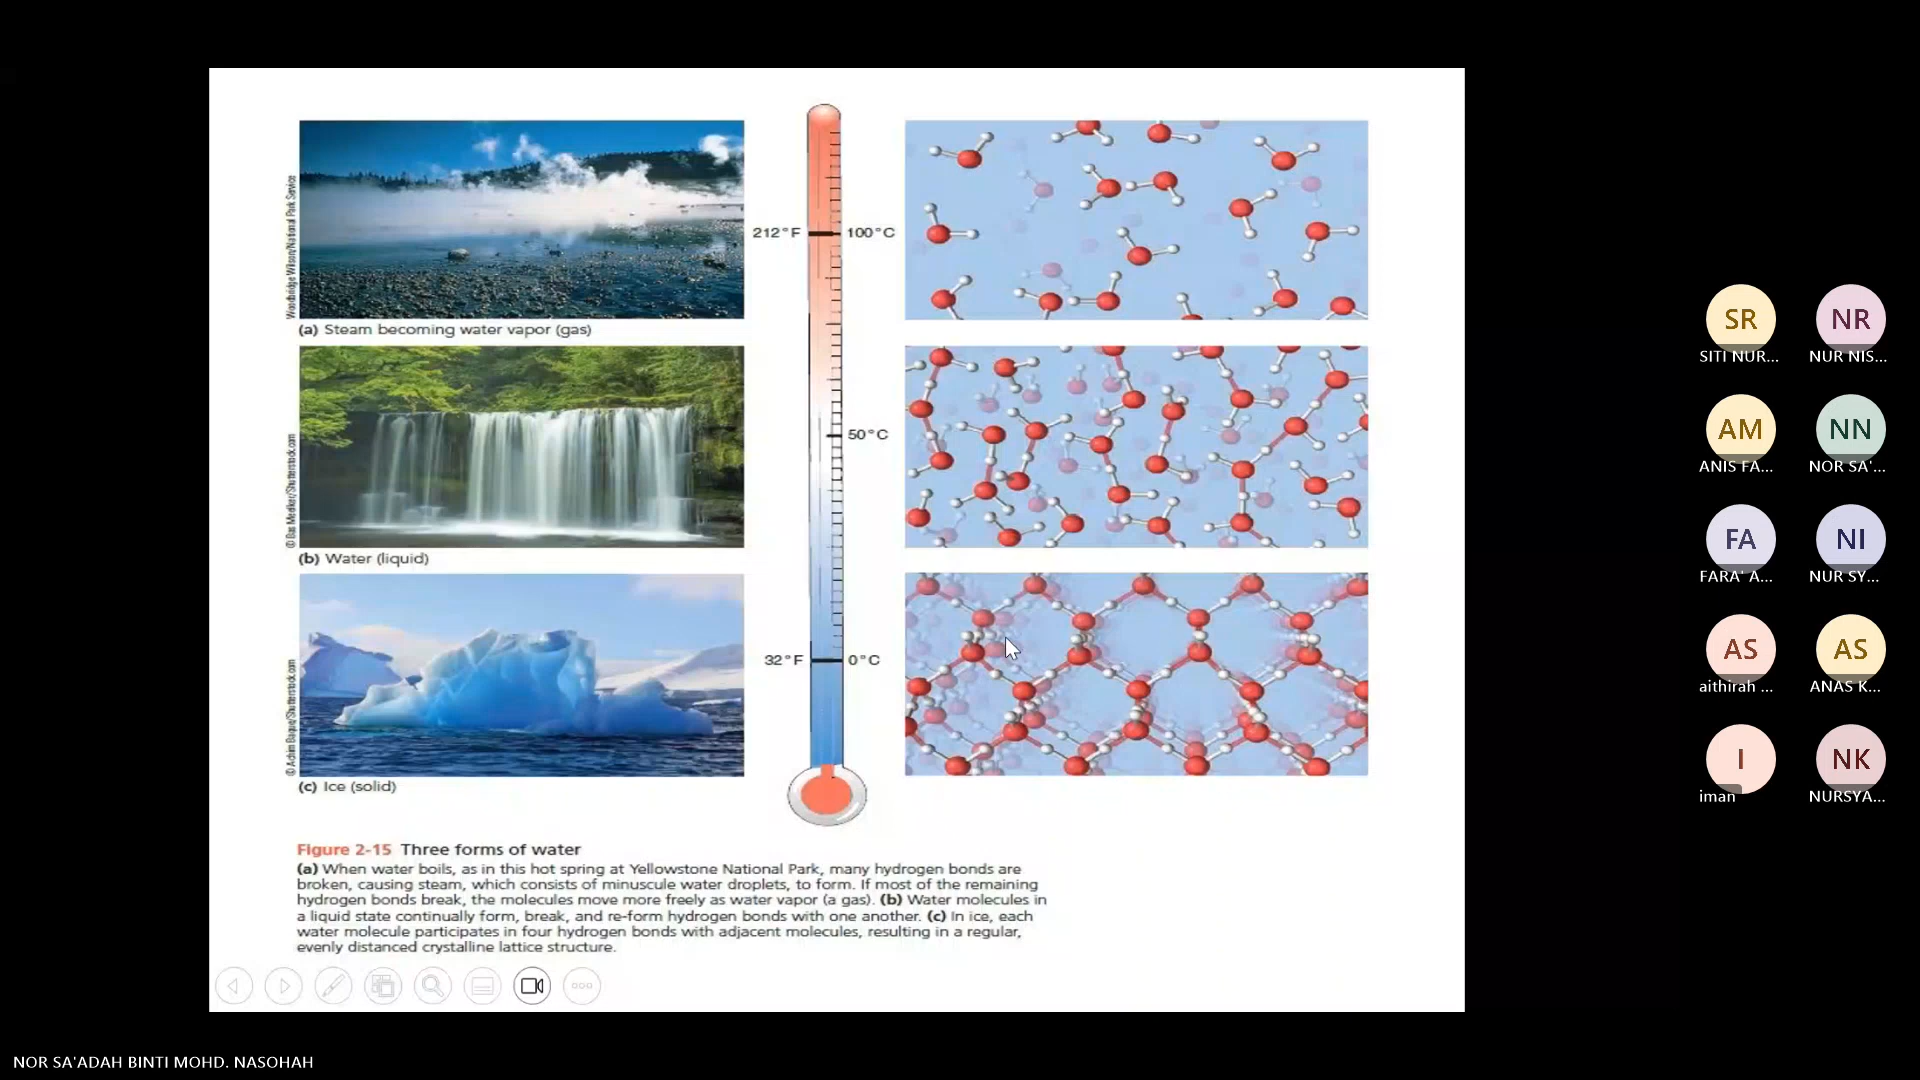 Woodbridge Wilson/National Park Service
212°F
100°C
(a) Steam becoming water vapor (gas)
50°C
(b) Water (liquid)
32°F
0°C
(c) Ice (solid)
Figure 2-15 Three forms of water
(a) When water boils, as in this hot spring at Yellowstone National Park, many hydrogen bonds are
broken, causing steam, which consists of minuscule water droplets, to form. If most of the remaining
hydrogen bonds break, the molecules move more freely as water vapor (a gas). (b) Water molecules in
a liquid state continually form, break, and re-form hydrogen bonds with one another. (c) In ice, each
water molecule participates in four hydrogen bonds with adjacent molecules, resulting in a regular,
evenly distanced crystalline lattice structure.
SR
NR
SITI NUR...
NUR NIS...
AM
NN
ANIS FA...
NOR SA'...
FA
NI
FARA' A...
NUR SY...
AS
AS
aithirah ...
ANAS K...
I
NK
iman
NURSYA...
NOR SA'ADAH BINTI MOHD. NASOHAH